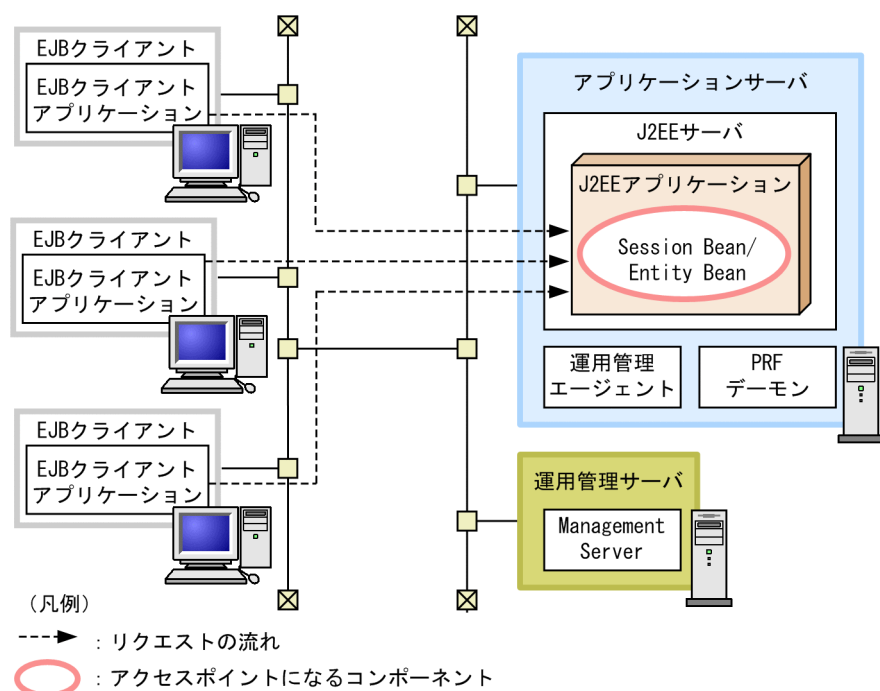 EJBクライアント
EJBクライアント
アプリケーション
EJBクライアント
EJBクライアント
アプリケーション
EJBクライアント
EJBクライアント
アプリケーション
アプリケーションサーバ
J2EEサーバ
J2EEアプリケーション
Session Bean/
Entity Bean
運用管理
エージェント
PRF
デーモン
運用管理サーバ
Management
Server
(凡例)
:リクエストの流れ
:アクセスポイントになるコンポーネント